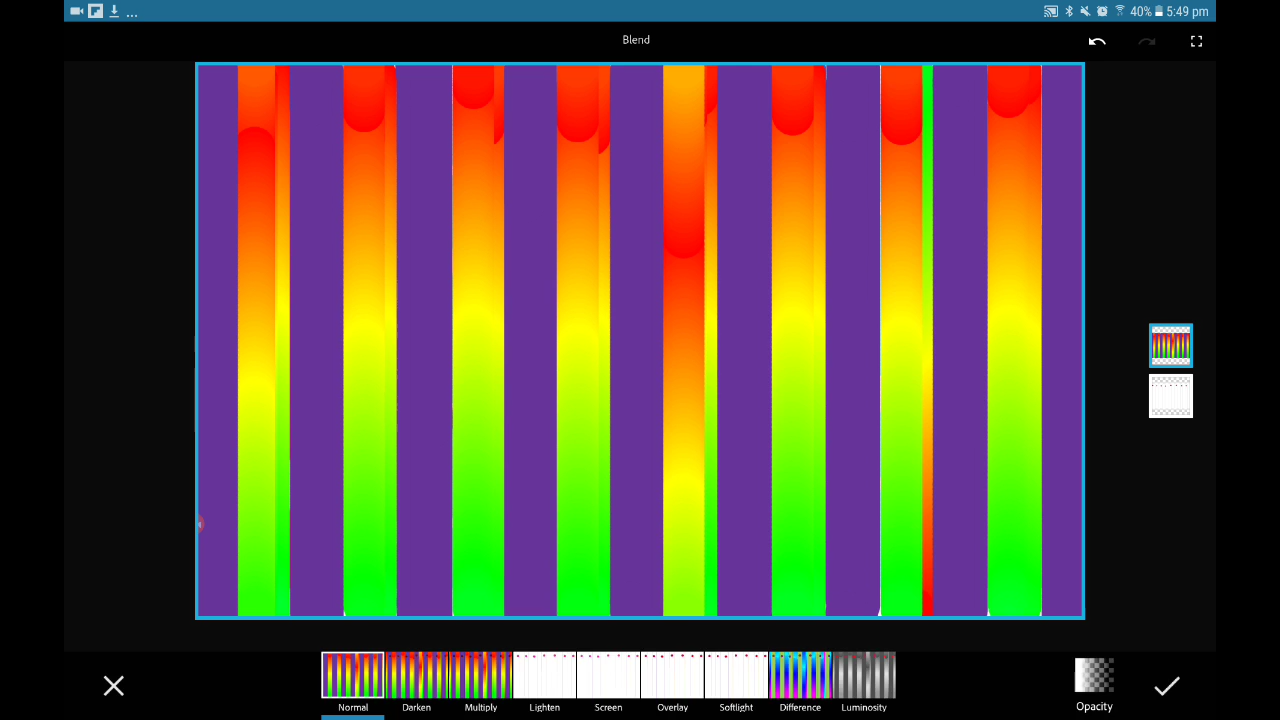 ... 40% 5:49 pm
Blend
Normal Darken Multiply Lighten Screen Overlay Softlight Difference Luminosity Opacity